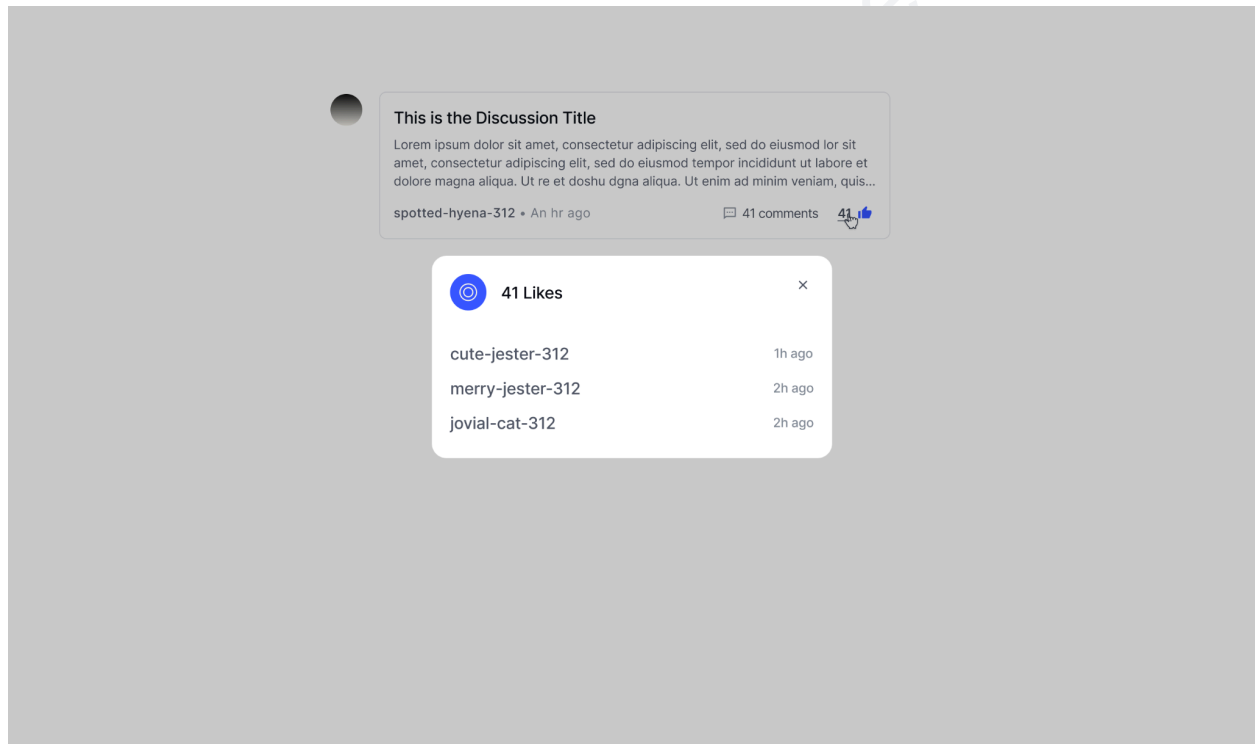 This is the Discussion Title
Lorem ipsum dolor sit amet, consectetur adipiscing elit, sed do eiusmod lor sit
amet, consectetur adipiscing elit, sed do eiusmod tempor incididunt ut labore et
dolore magna aliqua. Ut re et doshu dgna aliqua. Ut enim ad minim veniam, quis...
spotted-hyena-312 • An hr ago 41 comments 41
41 Likes
cute-jester-312 1h ago
merry-jester-312 2h ago
jovial-cat-312 2h ago